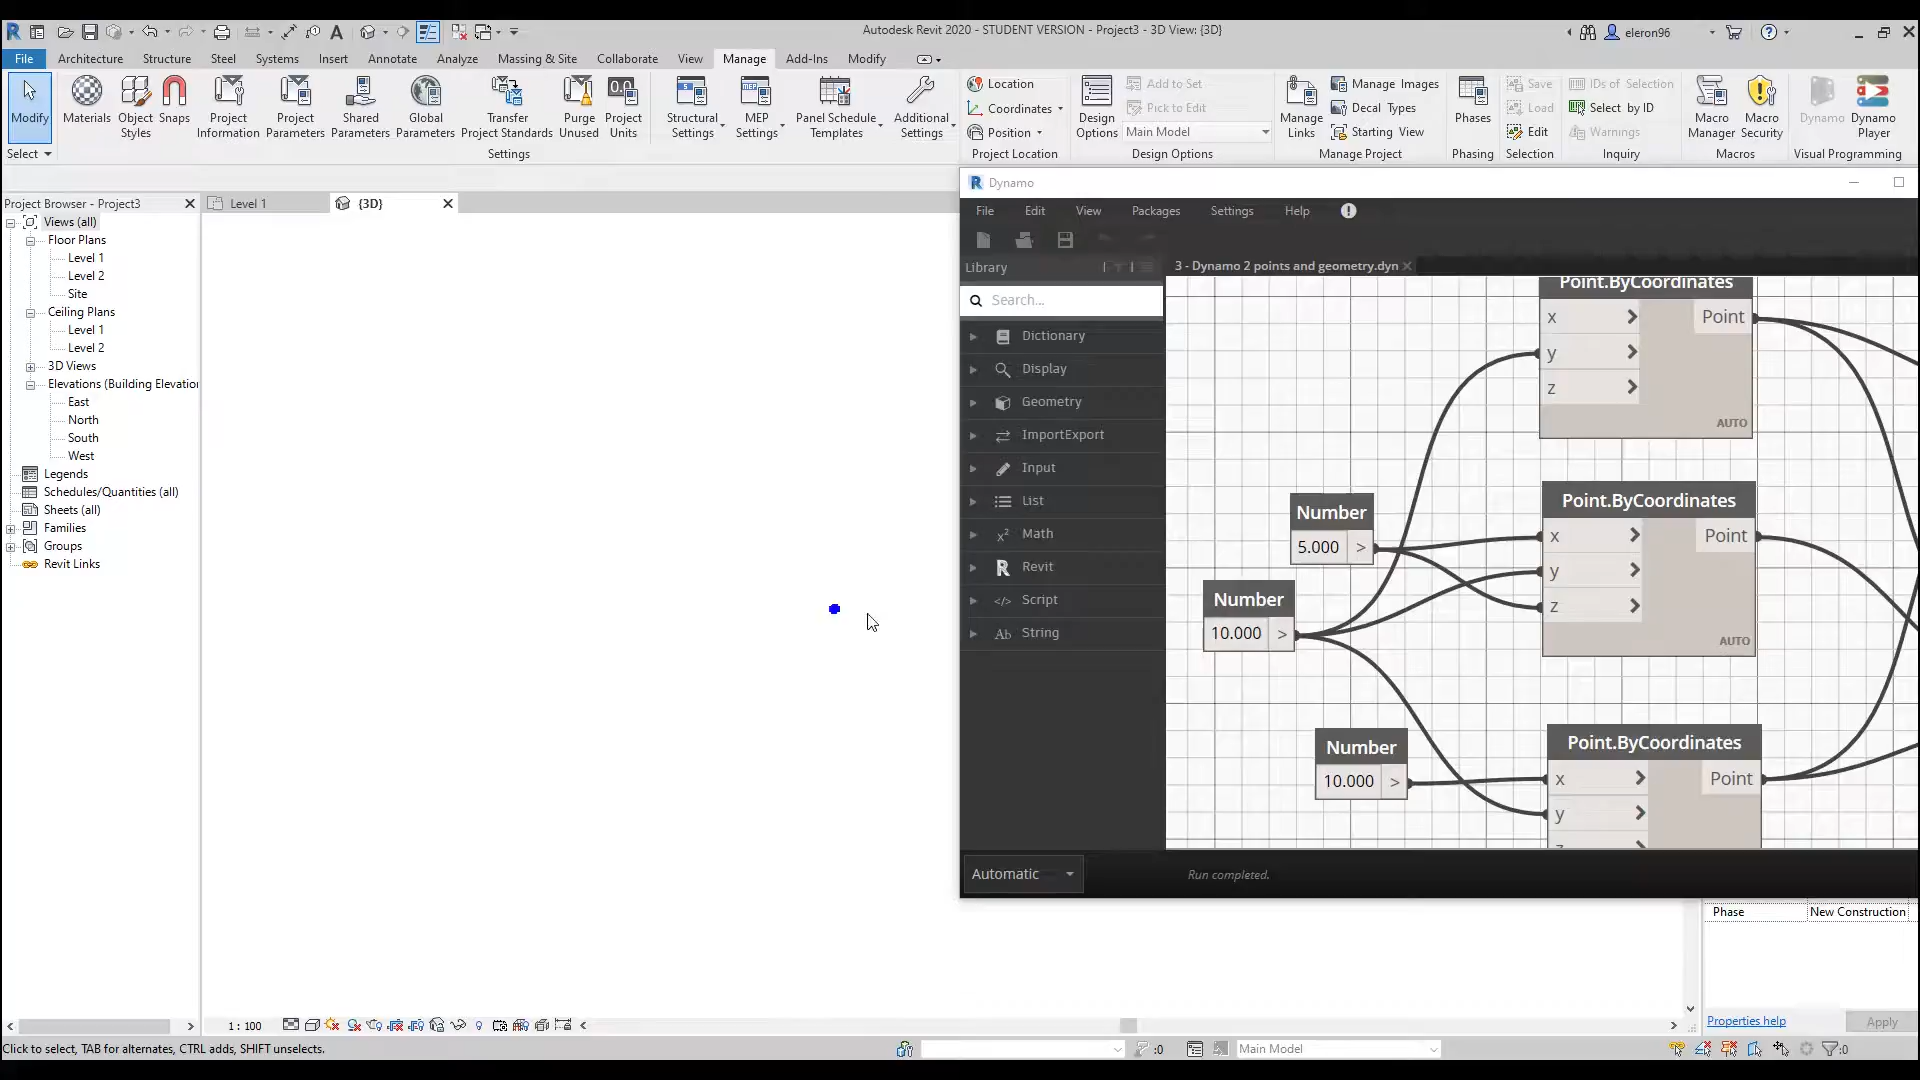 Autodesk Revit 2020 - STUDENT VERSION - Project3 - 3D View: {3D}
eleron96
File
Architecture
Structure
Steel
Systems
Insert
Annotate
Analyze
Massing & Site
Collaborate
View
Manage
Add-Ins
Modify
Modify
Materials
Object
Styles
Snaps
Project
Information
Project
Parameters
Shared
Parameters
Global
Parameters
Transfer
Project Standards
Purge
Unused
Project
Units
Structural
Settings
MEP
Settings
Panel Schedule
Templates
Additional
Settings
Location
Coordinates
Position
Design
Options
Add to Set
Pick to Edit
Main Model
Manage
Links
Manage Images
Decal Types
Starting View
Phases
Save
Load
Edit
IDs of Selection
Select by ID
Warnings
Macro
Manager
Macro
Security
Dynamo
Dynamo
Player
Select
Settings
Project Location
Design Options
Manage Project
Phasing
Selection
Inquiry
Macros
Visual Programming
Project Browser - Project3
Level 1
{3D}
Views (all)
Floor Plans
Level 1
Level 2
Site
Ceiling Plans
Level 1
Level 2
3D Views
Elevations (Building Elevation
East
North
South
West
Legends
Schedules/Quantities (all)
Sheets (all)
Families
Groups
Revit Links
Dynamo
File
Edit
View
Packages
Settings
Help
Library
3 - Dynamo 2 points and geometry.dyn
Search...
Dictionary
Display
Geometry
ImportExport
Input
List
Math
Revit
Script
String
Point.ByCoordinates
x
Point
y
z
AUTO
Number
5.000 >
Point.ByCoordinates
x
Point
y
z
AUTO
Number
10.000 >
Number
10.000 >
Point.ByCoordinates
x
Point
y
Automatic
Run completed.
Phase
New Construction
Properties help
Apply
1 : 100
Click to select, TAB for alternates, CTRL adds, SHIFT unselects.
:0
Main Model
:0